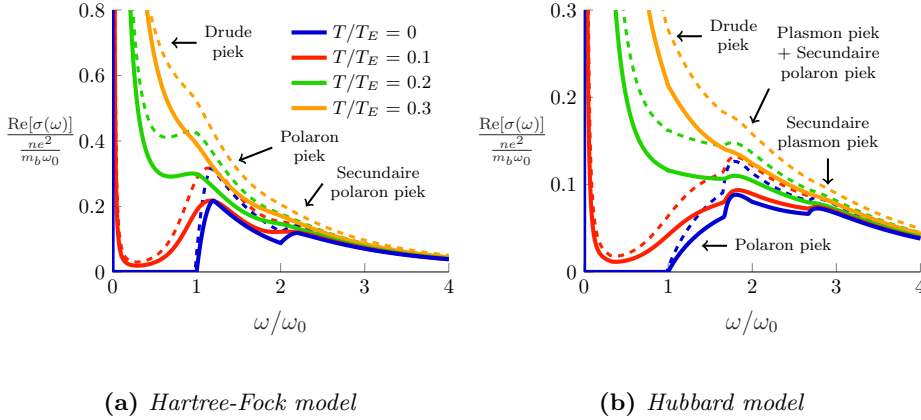 0.8
0.6
0.4
0.2
0
Re[σ(ω)]
ne²
m_bω₀
Drude
piek
T/T_E = 0
T/T_E = 0.1
T/T_E = 0.2
T/T_E = 0.3
Polaron
piek
Secundaire
polaron piek
0 1 2 3 4
ω/ω₀
(a) Hartree-Fock model
0.3
0.2
0.1
0
Re[σ(ω)]
ne²
m_bω₀
Drude
piek
Plasmon piek
+ Secundaire
polaron piek
Secundaire
plasmon piek
Polaron piek
0 1 2 3 4
ω/ω₀
(b) Hubbard model